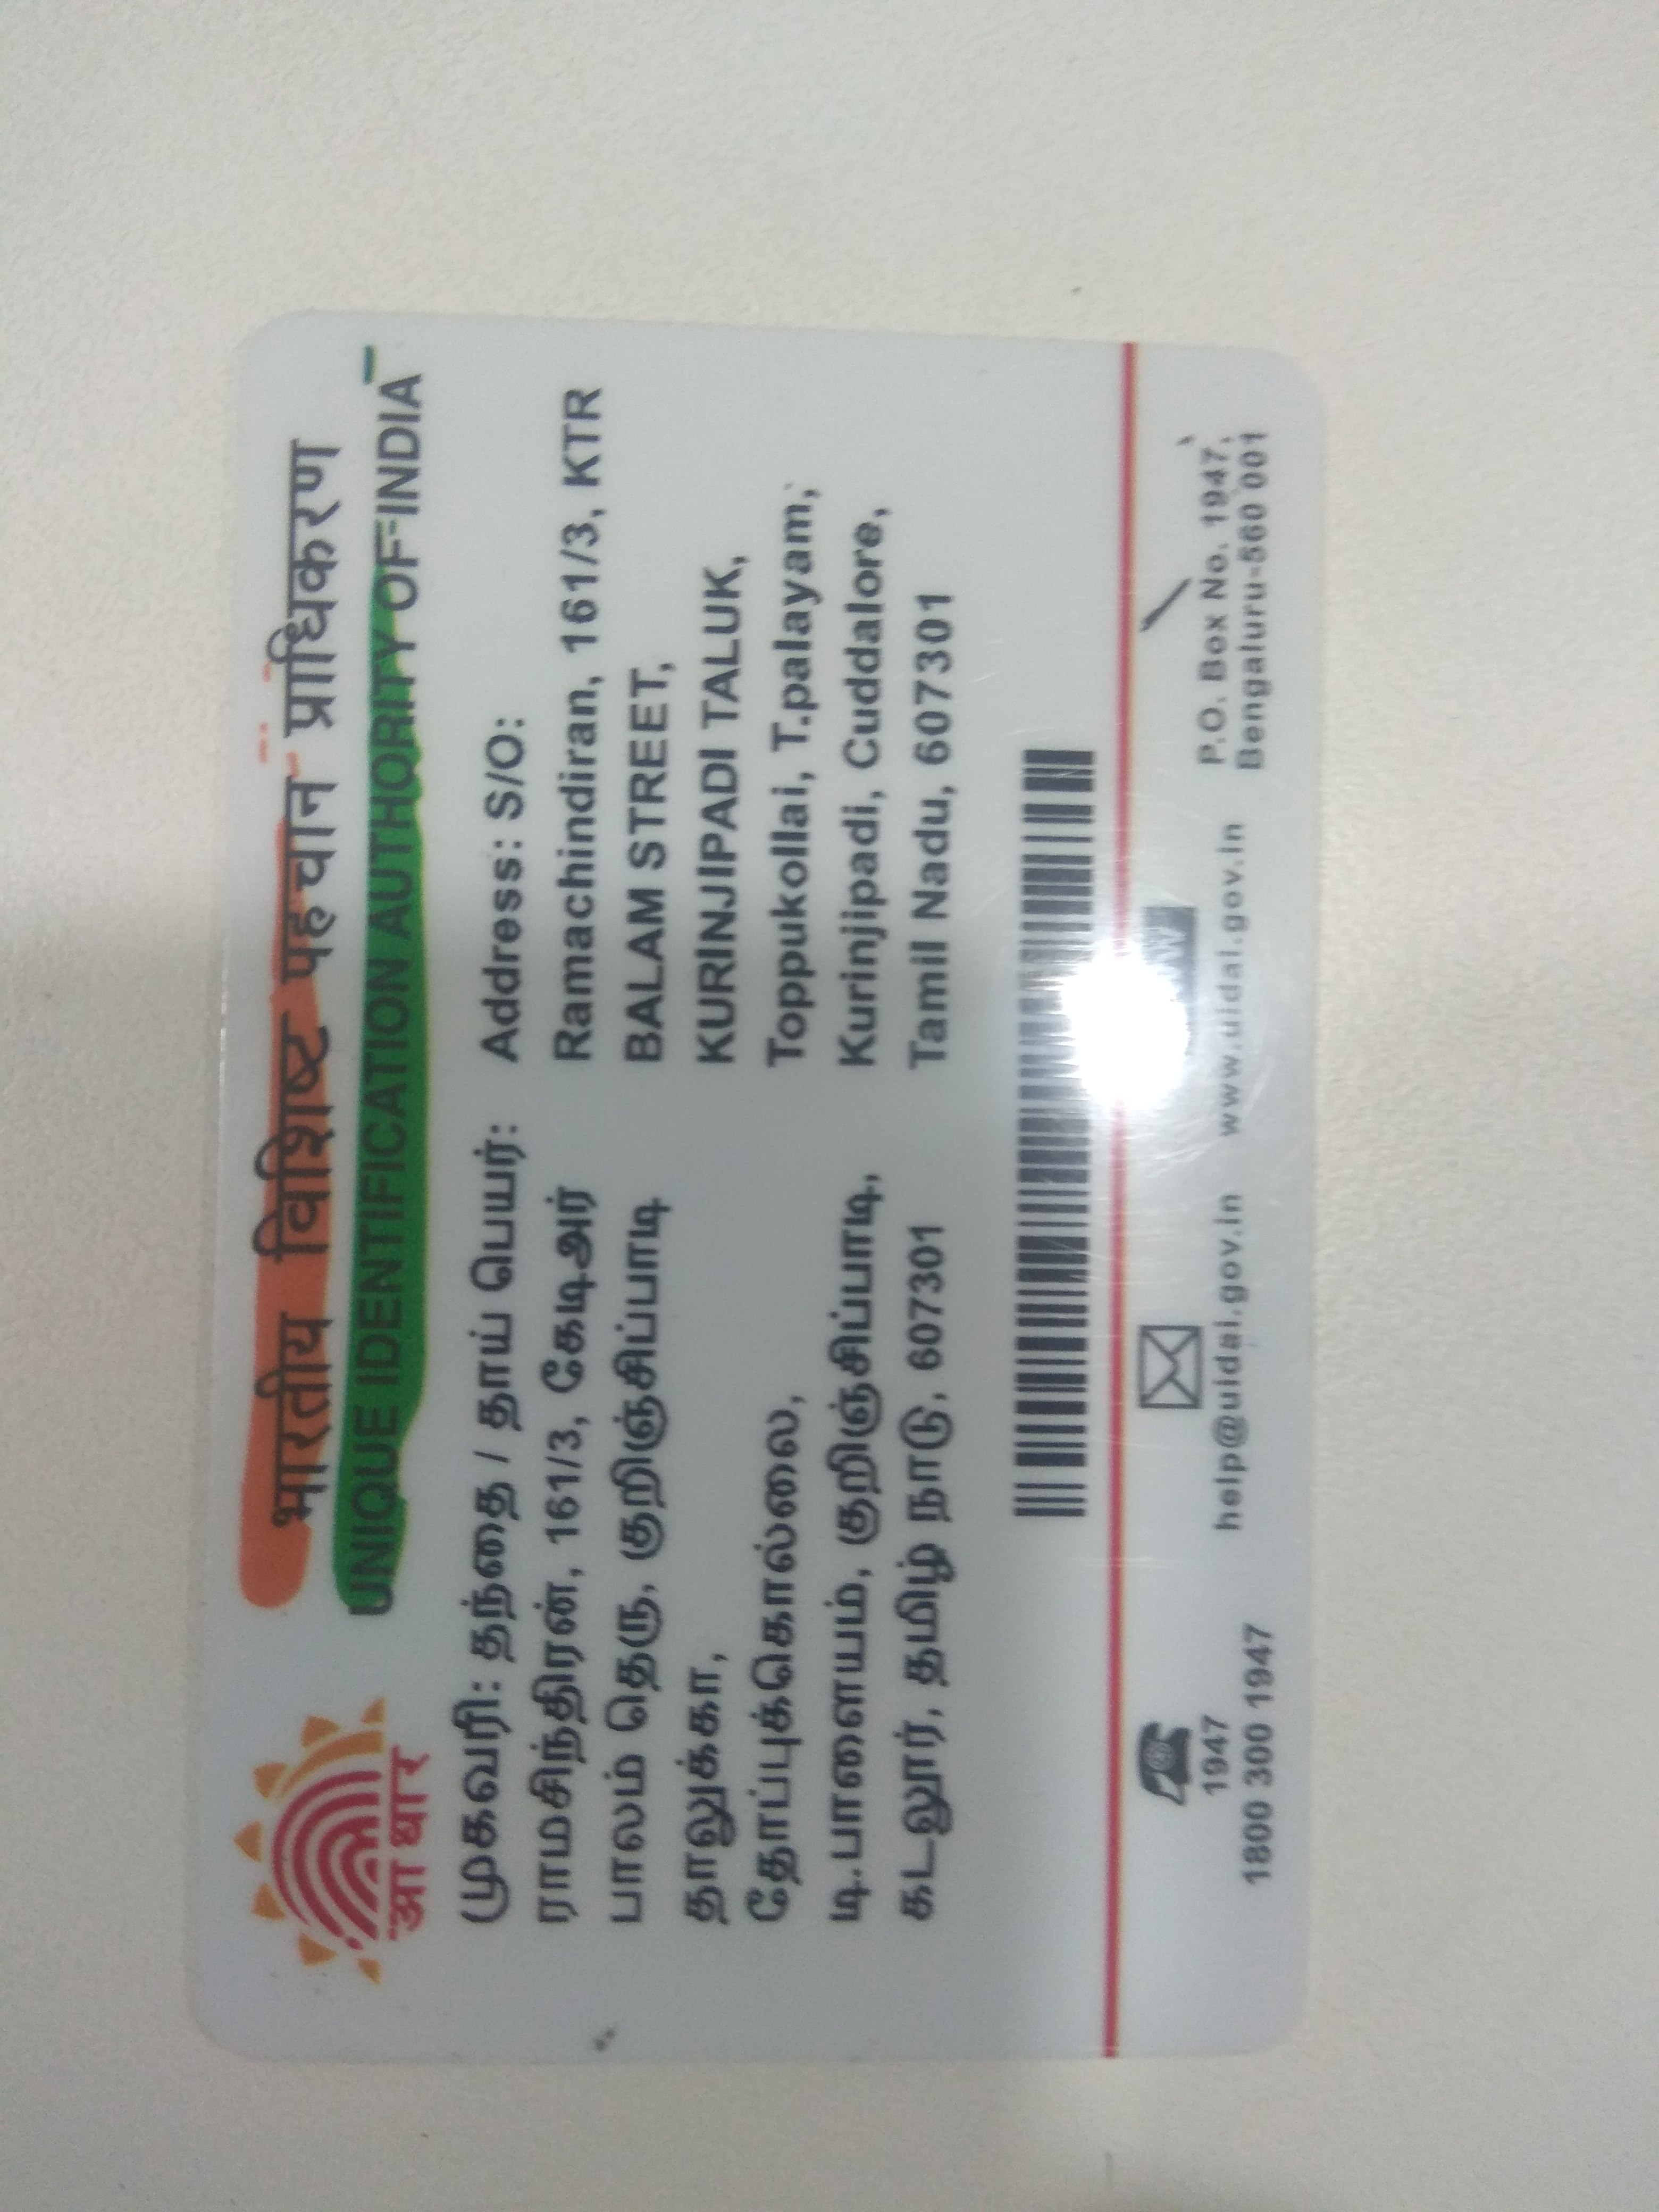 भारतीय विशिष्ट पहचान प्राधिकरण
UNIQUE IDENTIFICATION AUTHORITY OF INDIA
आधार
முகவரி: தந்தை / தாய் பெயர்:
ராமசிந்திரன், 161/3, கேடிஅர்
பாலம் தெரு, குறிஞ்சிப்பாடி
தாலுக்கா,
தோப்புக்கொல்லை,
டி.பாளையம், குறிஞ்சிப்பாடி,
கடலூர், தமிழ் நாடு, 607301
Address: S/O:
Ramachindiran, 161/3, KTR
BALAM STREET,
KURINJIPADI TALUK,
Toppukollai, T.palayam,
Kurinjipadi, Cuddalore,
Tamil Nadu, 607301
1947
1800 300 1947
help@uidai.gov.in
www.uidai.gov.in
P.O. Box No. 1947,
Bengaluru-560 001